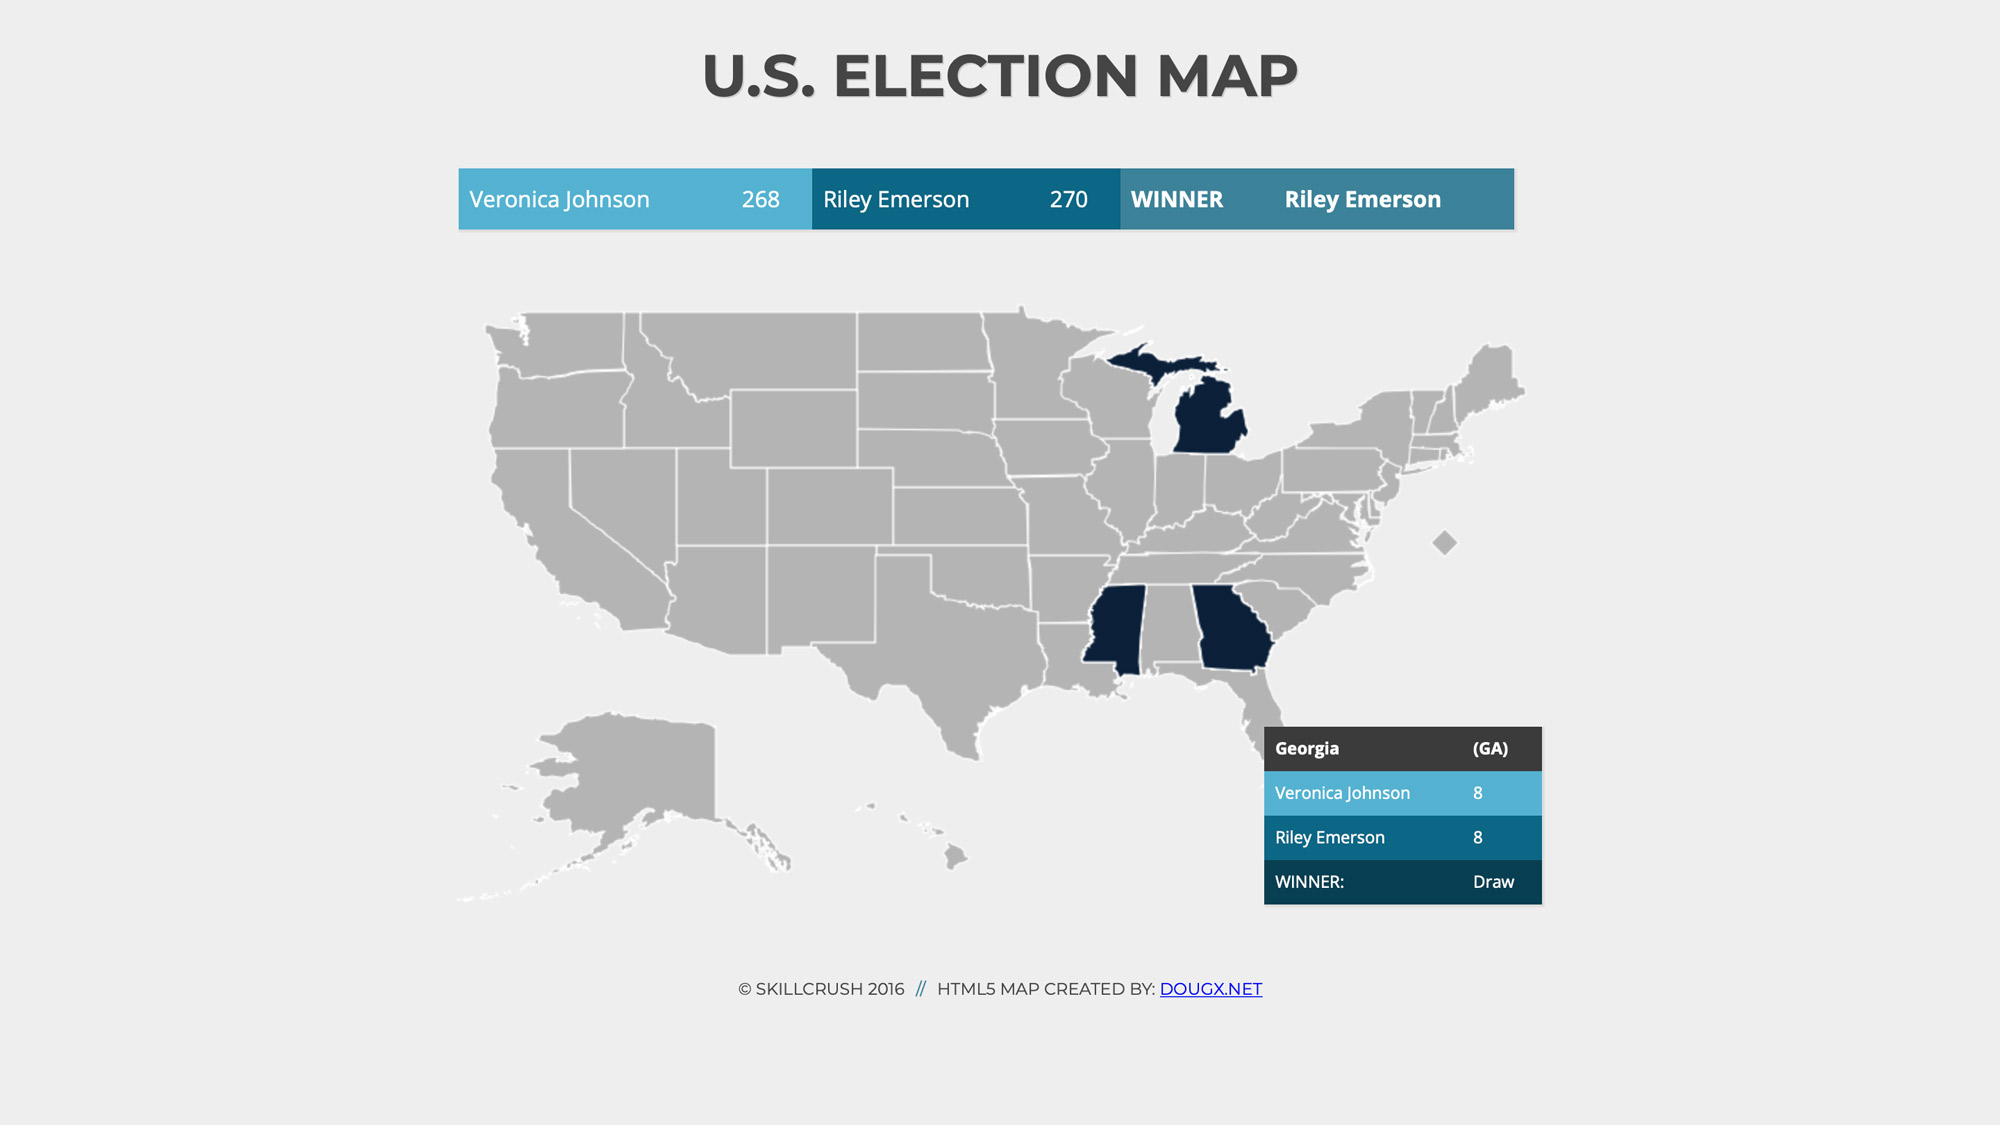 U.S. ELECTION MAP
Veronica Johnson 268 Riley Emerson 270 WINNER Riley Emerson
Georgia (GA)
Veronica Johnson 8
Riley Emerson 8
WINNER: Draw
© SKILLCRUSH 2016 // HTML5 MAP CREATED BY: DOUGX.NET